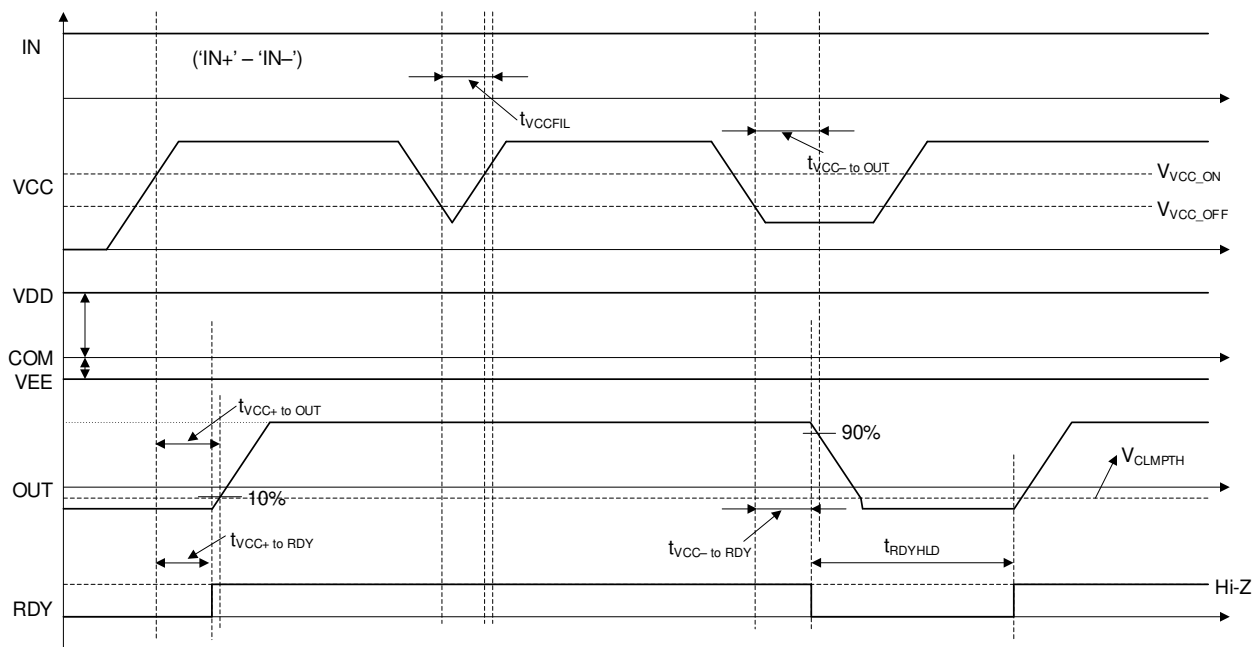 IN
('IN+' – 'IN–')
tVCCFIL
tVCC– to OUT
VCC
VVCC_ON
VVCC_OFF
VDD
COM
VEE
tVCC+ to OUT
90%
VCLMPTH
OUT
10%
tVCC+ to RDY
tVCC– to RDY
tRDYHLD
Hi-Z
RDY